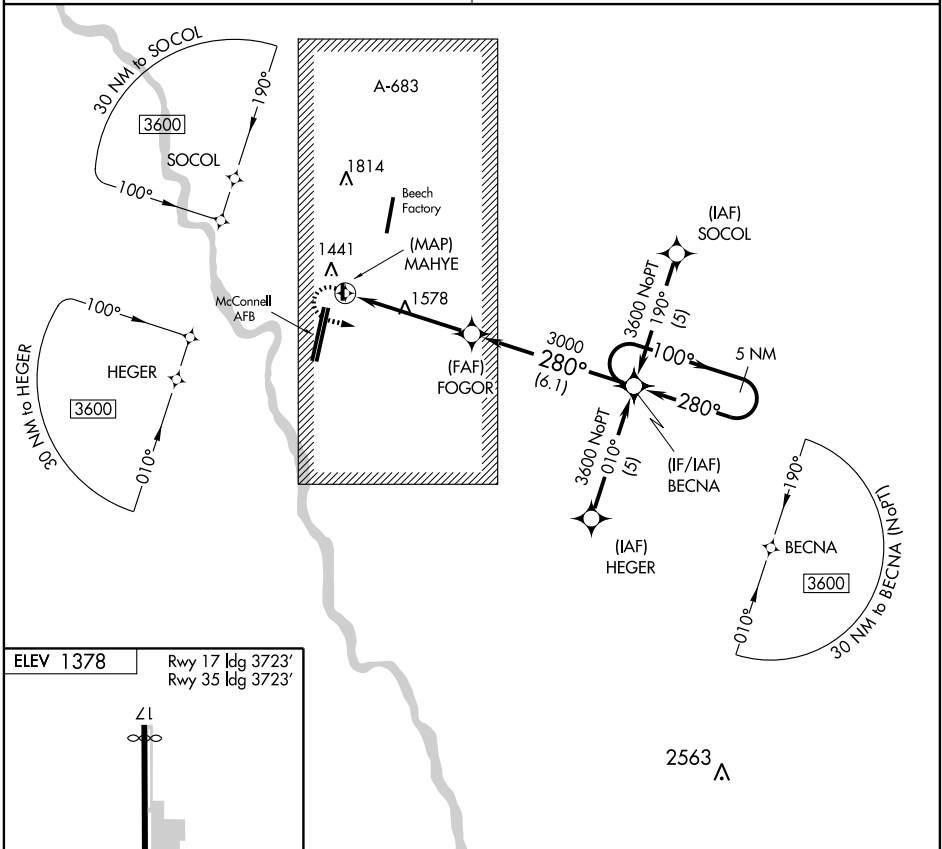 30 NM to SOCOL
190°
3600
SOCOL
100°
A-683
1814
Beech
Factory
(MAP)
MAHYE
1441
McConnell
AFB
1578
(IAF)
SOCOL
3600 NoPT
190°
(5)
100°
5 NM
3000
280°
(6.1)
(FAF)
FOGOR
280°
3600 NoPT
010°
(5)
(IF/IAF)
BECNA
(IAF)
HEGER
100°
HEGER
3600
30 NM to HEGER
010°
190°
BECNA
3600
010°
30 NM to BECNA (NoPT)
ELEV 1378
Rwy 17 ldg 3723'
Rwy 35 ldg 3723'
17
2563